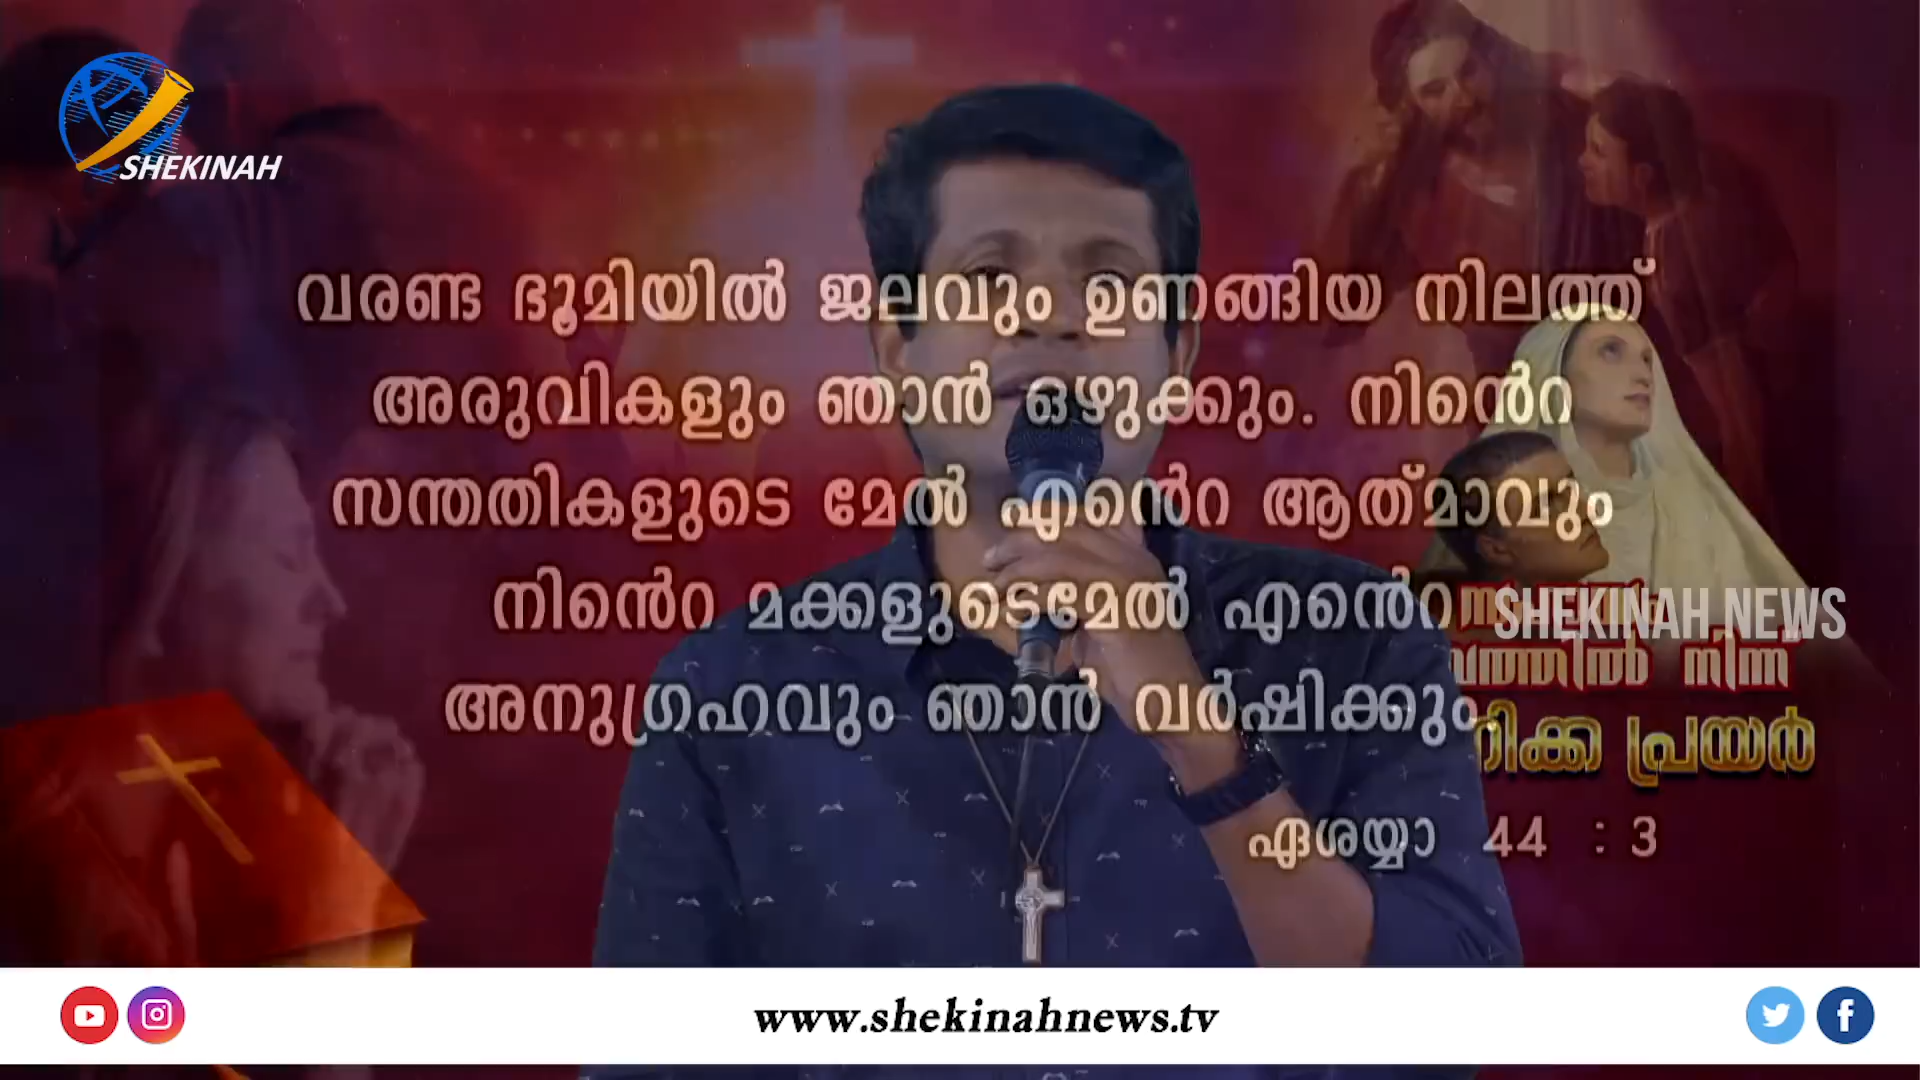 SHEKINAH
വരണ്ട ഭൂമിയിൽ ജലവും ഉണങ്ങിയ നിലത്ത്
അരുവികളും ഞാൻ ഒഴുക്കും. നിൻെറ
സന്തതികളുടെ മേൽ എൻെറ ആത്മാവും
നിൻെറ മക്കളുടെമേൽ എൻെറ
അനുഗ്രഹവും ഞാൻ വർഷിക്കും
ഏശയ്യാ 44 : 3
SHEKINAH NEWS
നിന്ന്
പ്രയർ
www.shekinahnews.tv